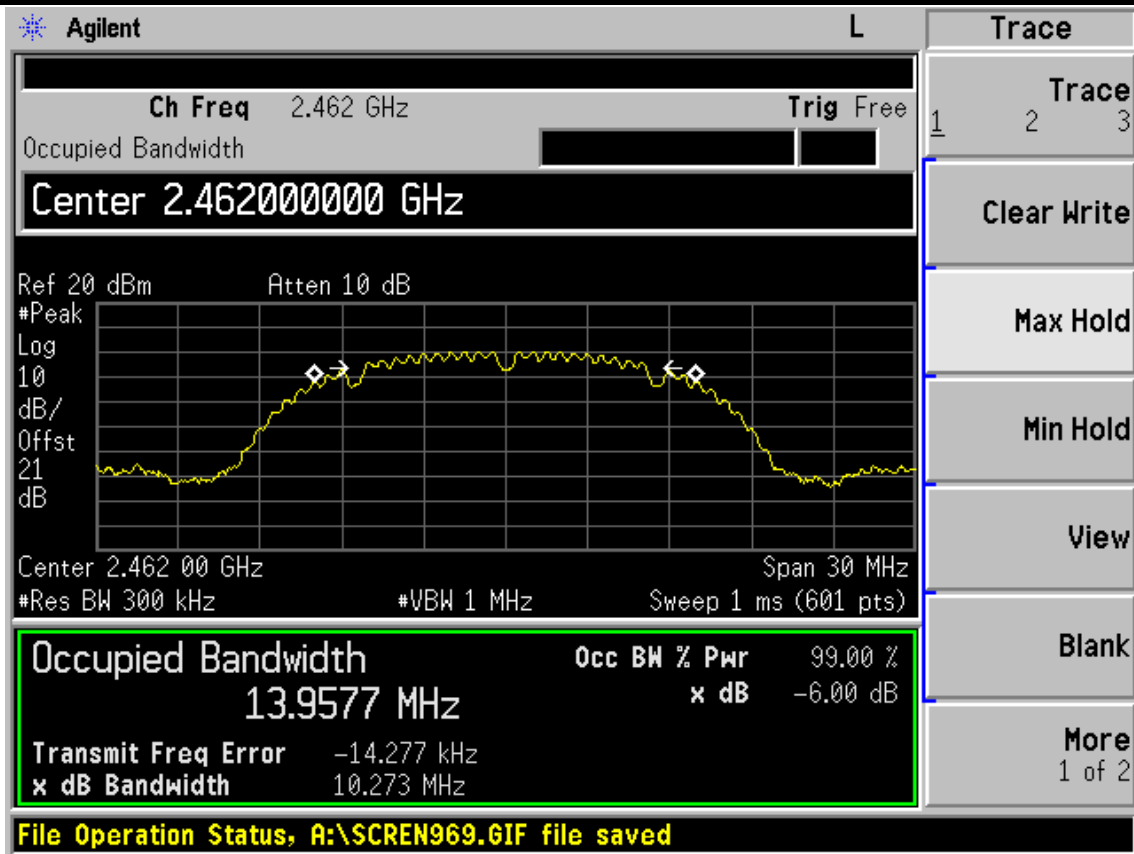 Agilent L Trace
Ch Freq 2.462 GHz Trig Free
Occupied Bandwidth
Center 2.462000000 GHz
Ref 20 dBm Atten 10 dB
#Peak
Log
10
dB/
Offst
21
dB
Center 2.462 00 GHz Span 30 MHz
#Res BW 300 kHz #VBW 1 MHz Sweep 1 ms (601 pts)
Occupied Bandwidth
13.9577 MHz
Occ BW % Pwr 99.00 %
x dB -6.00 dB
Transmit Freq Error -14.277 kHz
x dB Bandwidth 10.273 MHz
File Operation Status, A:\SCREN969.GIF file saved
Trace
1 2 3
Clear Write
Max Hold
Min Hold
View
Blank
More
1 of 2